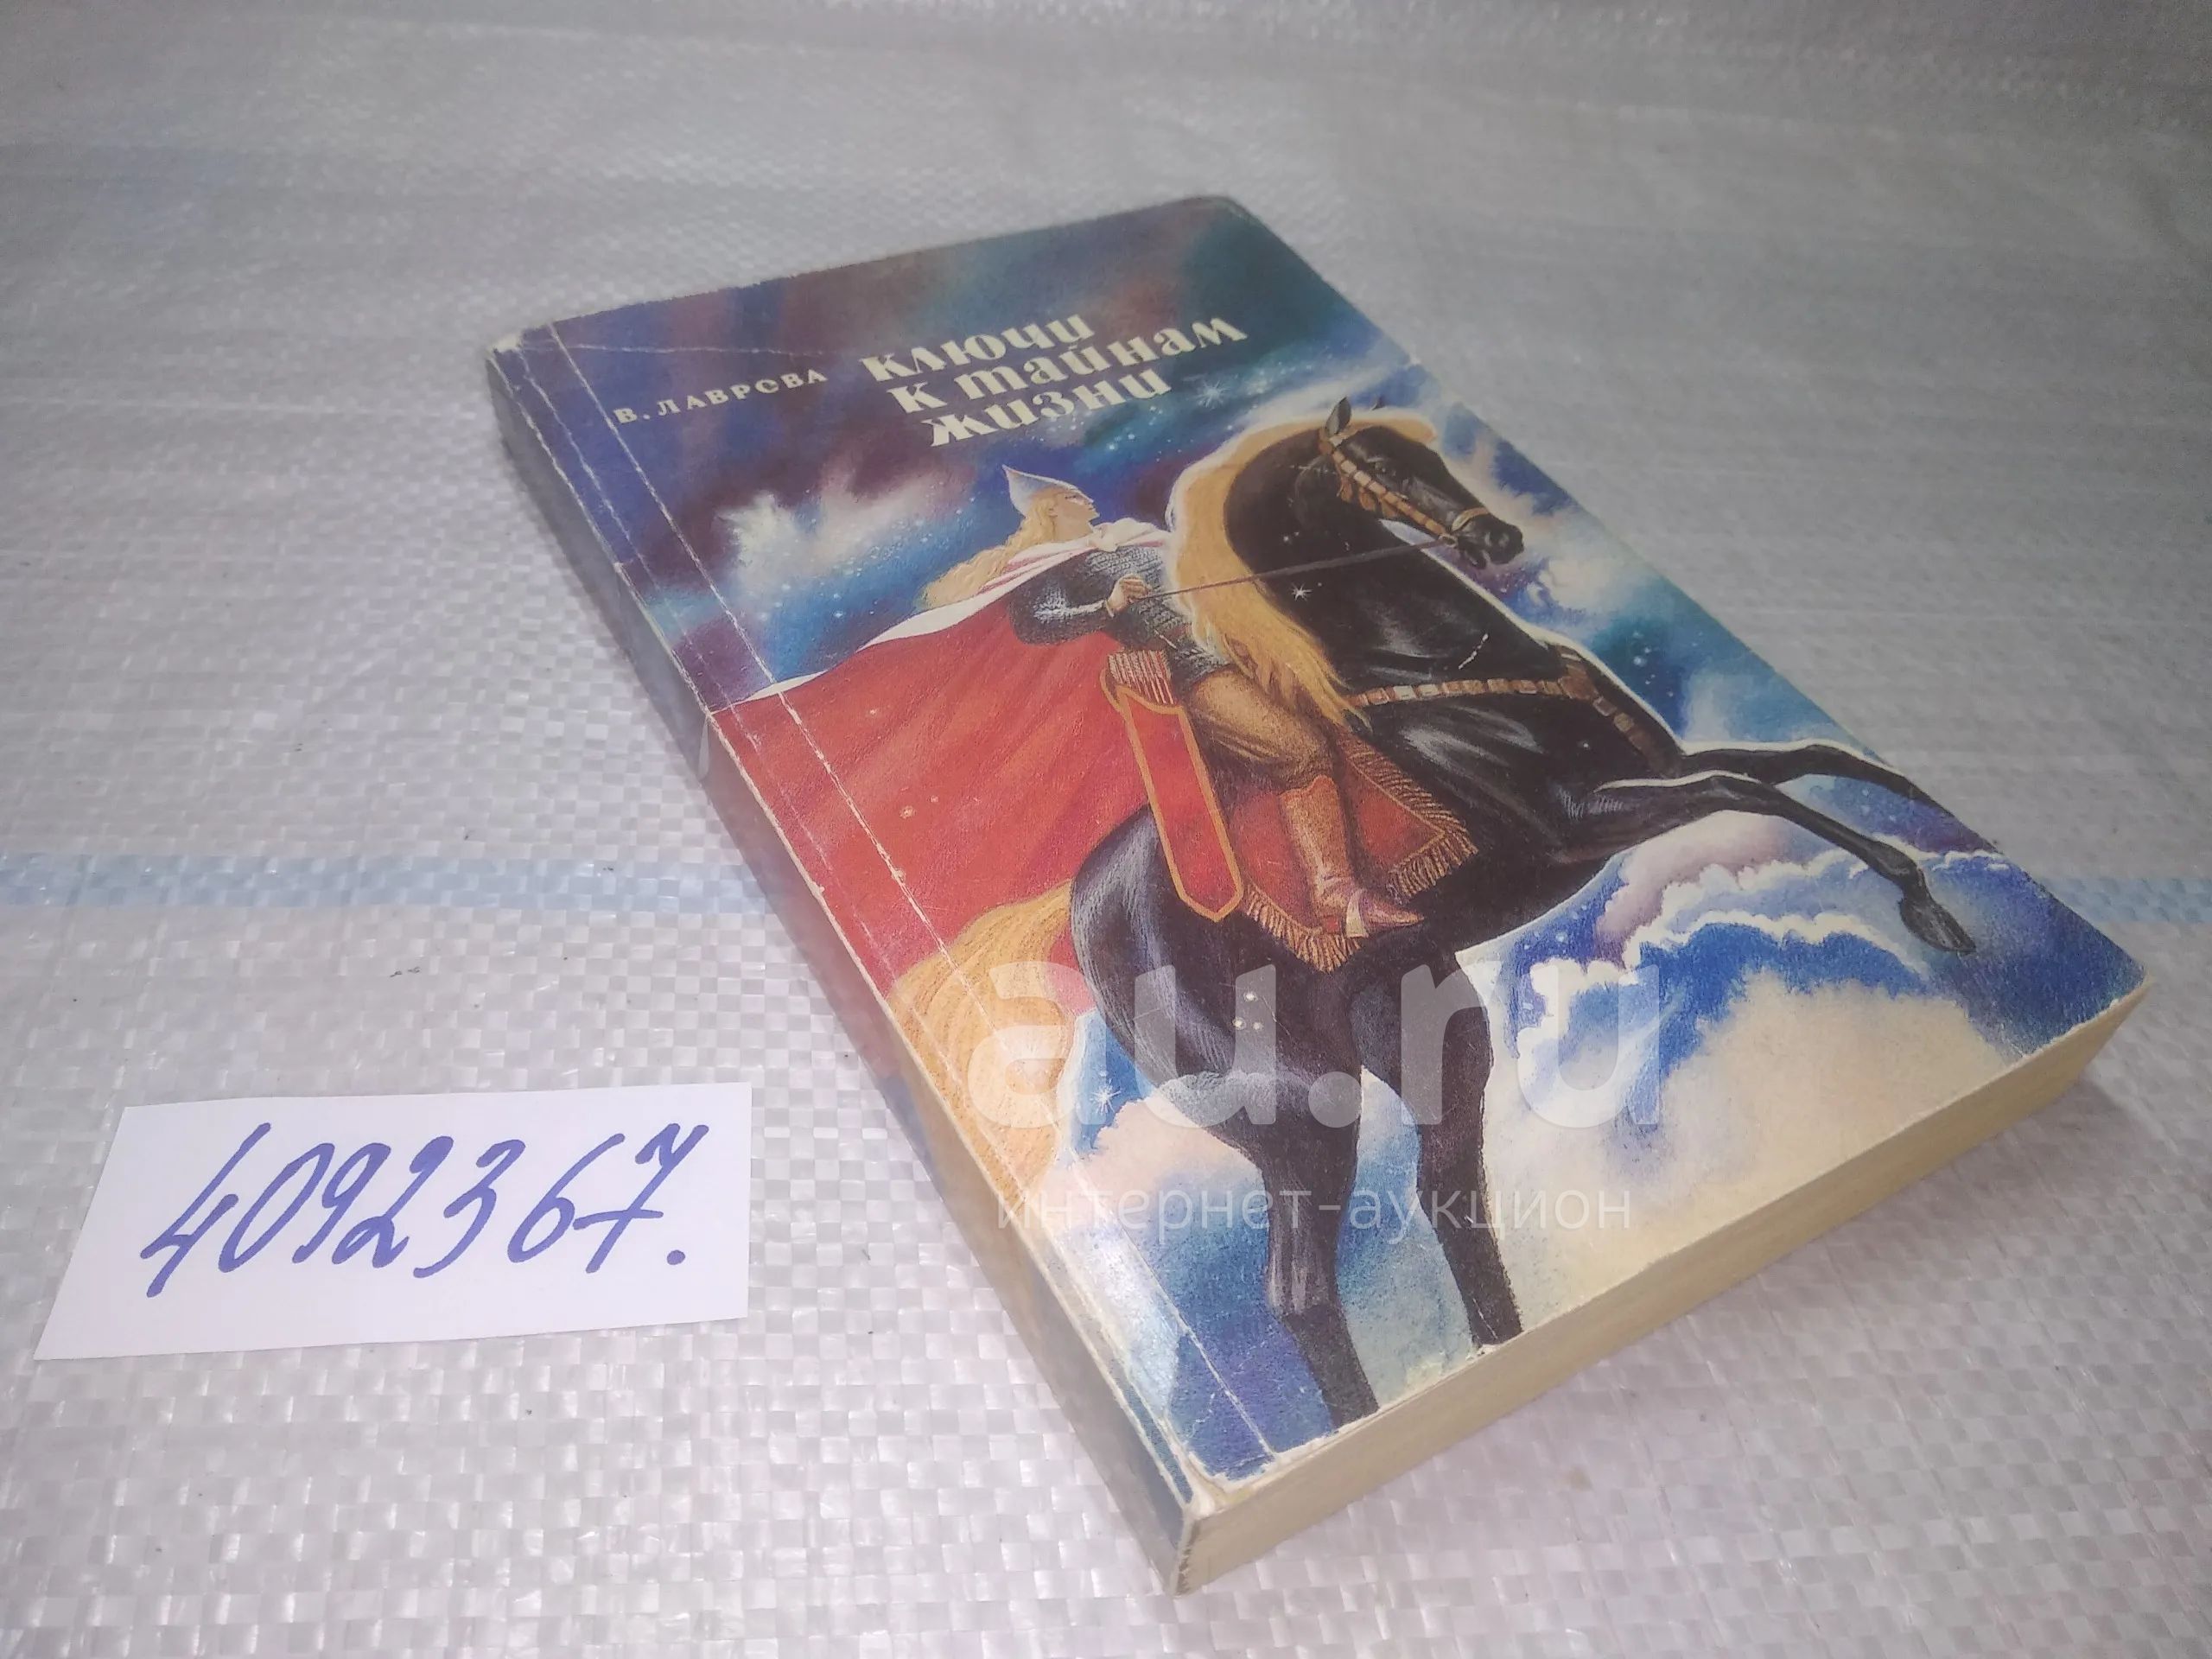 В. ЛАВРОВА
КЛЮЧИ
К ТАЙНАМ
ЖИЗНИ
4092367.
au.ru
интернет-аукцион